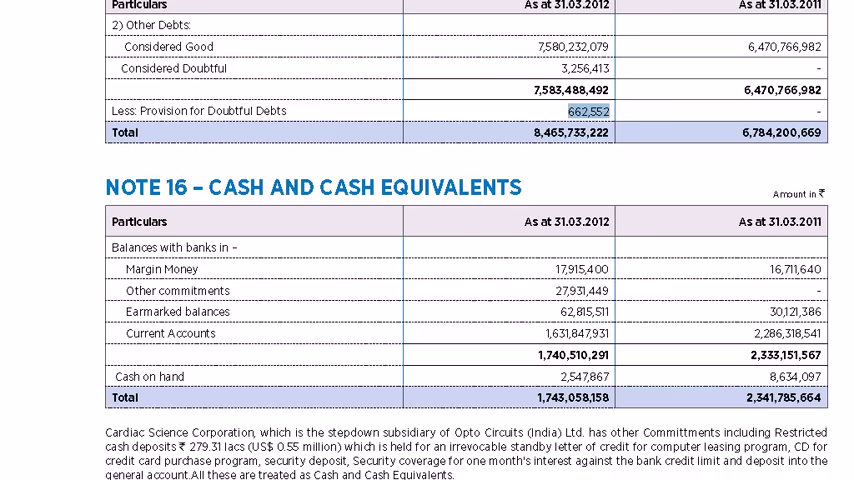 Particulars As at 31.03.2012 As at 31.03.2011
2) Other Debts:
Considered Good 7,580,232,079 6,470,766,982
Considered Doubtful 3,256,413 -
7,583,488,492 6,470,766,982
Less: Provision for Doubtful Debts 662,552 -
Total 8,465,733,222 6,784,200,669
NOTE 16 – CASH AND CASH EQUIVALENTS
Amount in ₹
Particulars As at 31.03.2012 As at 31.03.2011
Balances with banks in –
Margin Money 17,915,400 16,711,640
Other commitments 27,931,449 -
Earmarked balances 62,815,511 30,121,386
Current Accounts 1,631,847,931 2,286,318,541
1,740,510,291 2,333,151,567
Cash on hand 2,547,867 8,634,097
Total 1,743,058,158 2,341,785,664
Cardiac Science Corporation, which is the stepdown subsidiary of Opto Circuits (India) Ltd. has other Committments including Restricted
cash deposits ₹ 279.31 lacs (US$ 0.55 million) which is held for an irrevocable standby letter of credit for computer leasing program, CD for
credit card purchase program, security deposit, Security coverage for one month's interest against the bank credit limit and deposit into the
general account.All these are treated as Cash and Cash Equivalents.